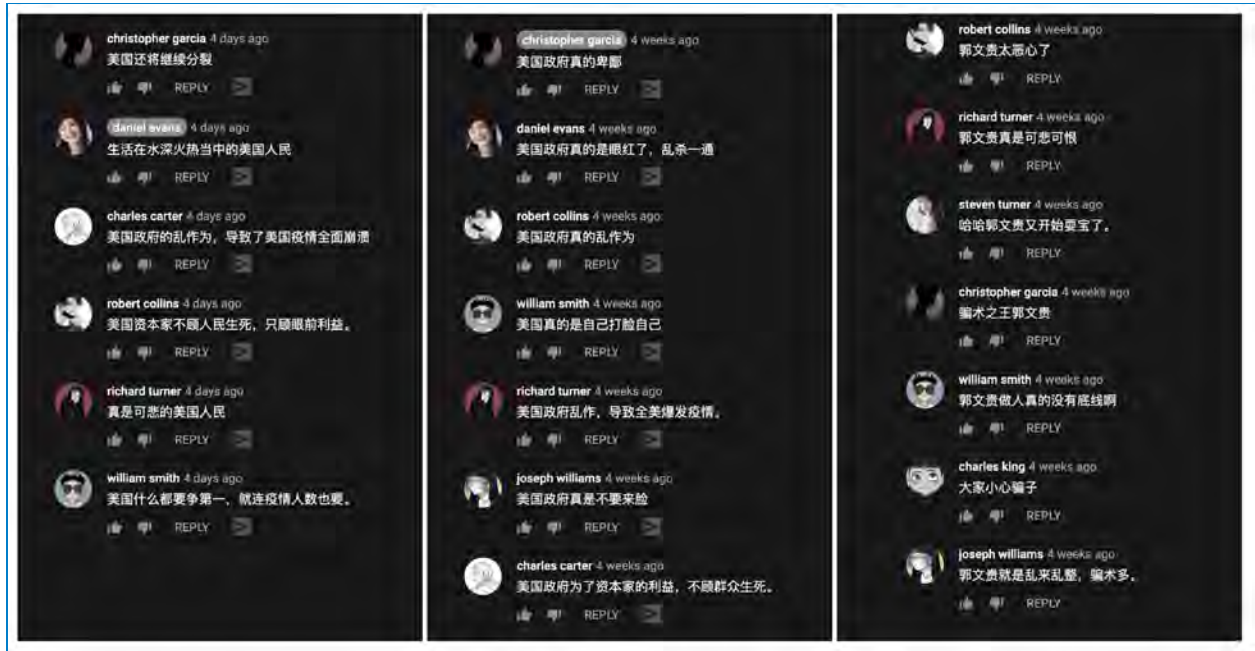 christopher garcia 4 days ago
美国还将继续分裂
REPLY
daniel evans 4 days ago
生活在水深火热当中的美国人民
REPLY
charles carter 4 days ago
美国政府的乱作为，导致了美国疫情全面崩溃
REPLY
robert collins 4 days ago
美国资本家不顾人民生死，只顾眼前利益。
REPLY
richard turner 4 days ago
真是可悲的美国人民
REPLY
william smith 4 days ago
美国什么都要争第一，就连疫情人数也要。
REPLY
christopher garcia 4 weeks ago
美国政府真的卑鄙
REPLY
daniel evans 4 weeks ago
美国政府真的是眼红了，乱杀一通
REPLY
robert collins 4 weeks ago
美国政府真的乱作为
REPLY
william smith 4 weeks ago
美国真的是自己打脸自己
REPLY
richard turner 4 weeks ago
美国政府乱作，导致全美爆发疫情。
REPLY
joseph williams 4 weeks ago
美国政府真是不要来脸
REPLY
charles carter 4 weeks ago
美国政府为了资本家的利益，不顾群众生死。
REPLY
robert collins 4 weeks ago
郭文贵太恶心了
REPLY
richard turner 4 weeks ago
郭文贵真是可悲可恨
REPLY
steven turner 4 weeks ago
哈哈郭文贵又开始耍宝了。
REPLY
christopher garcia 4 weeks ago
骗术之王郭文贵
REPLY
william smith 4 weeks ago
郭文贵做人真的没有底线啊
REPLY
charles king 4 weeks ago
大家小心骗子
REPLY
joseph williams 4 weeks ago
郭文贵就是乱来乱整，骗术多。
REPLY